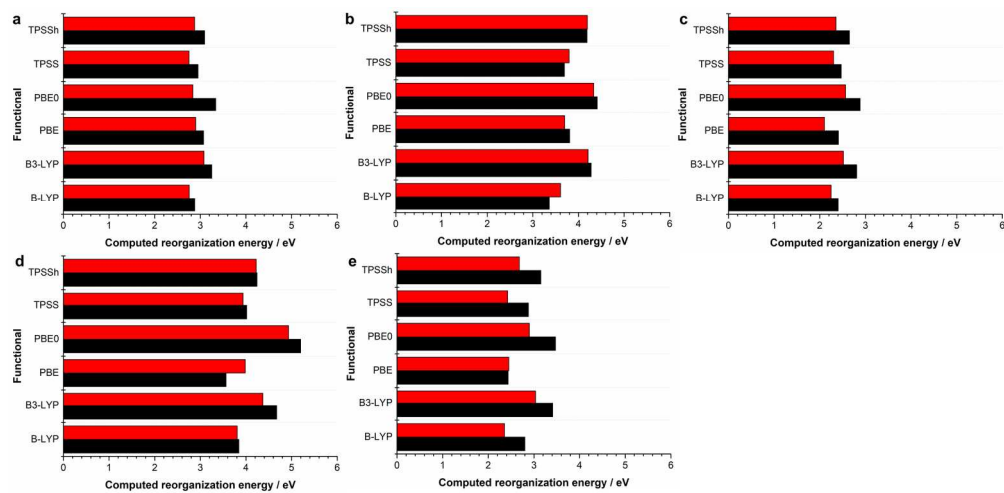 a
Functional
TPSSh
TPSS
PBE0
PBE
B3-LYP
B-LYP
0 1 2 3 4 5 6
Computed reorganization energy / eV
b
Functional
TPSSh
TPSS
PBE0
PBE
B3-LYP
B-LYP
0 1 2 3 4 5 6
Computed reorganization energy / eV
c
Functional
TPSSh
TPSS
PBE0
PBE
B3-LYP
B-LYP
0 1 2 3 4 5 6
Computed reorganization energy / eV
d
Functional
TPSSh
TPSS
PBE0
PBE
B3-LYP
B-LYP
0 1 2 3 4 5 6
Computed reorganization energy / eV
e
Functional
TPSSh
TPSS
PBE0
PBE
B3-LYP
B-LYP
0 1 2 3 4 5 6
Computed reorganization energy / eV